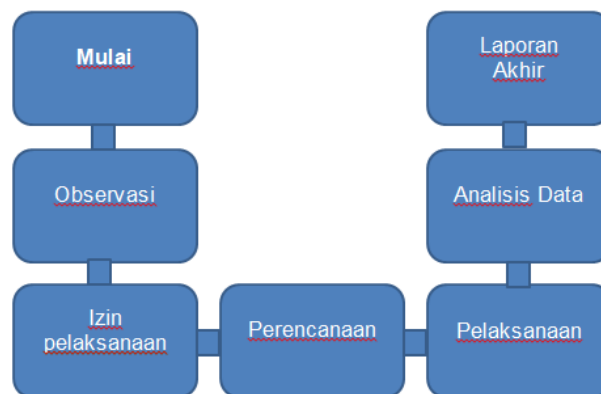 Mulai
Observasi
Izin
pelaksanaan
Perencanaan
Pelaksanaan
Analisis Data
Laporan
Akhir